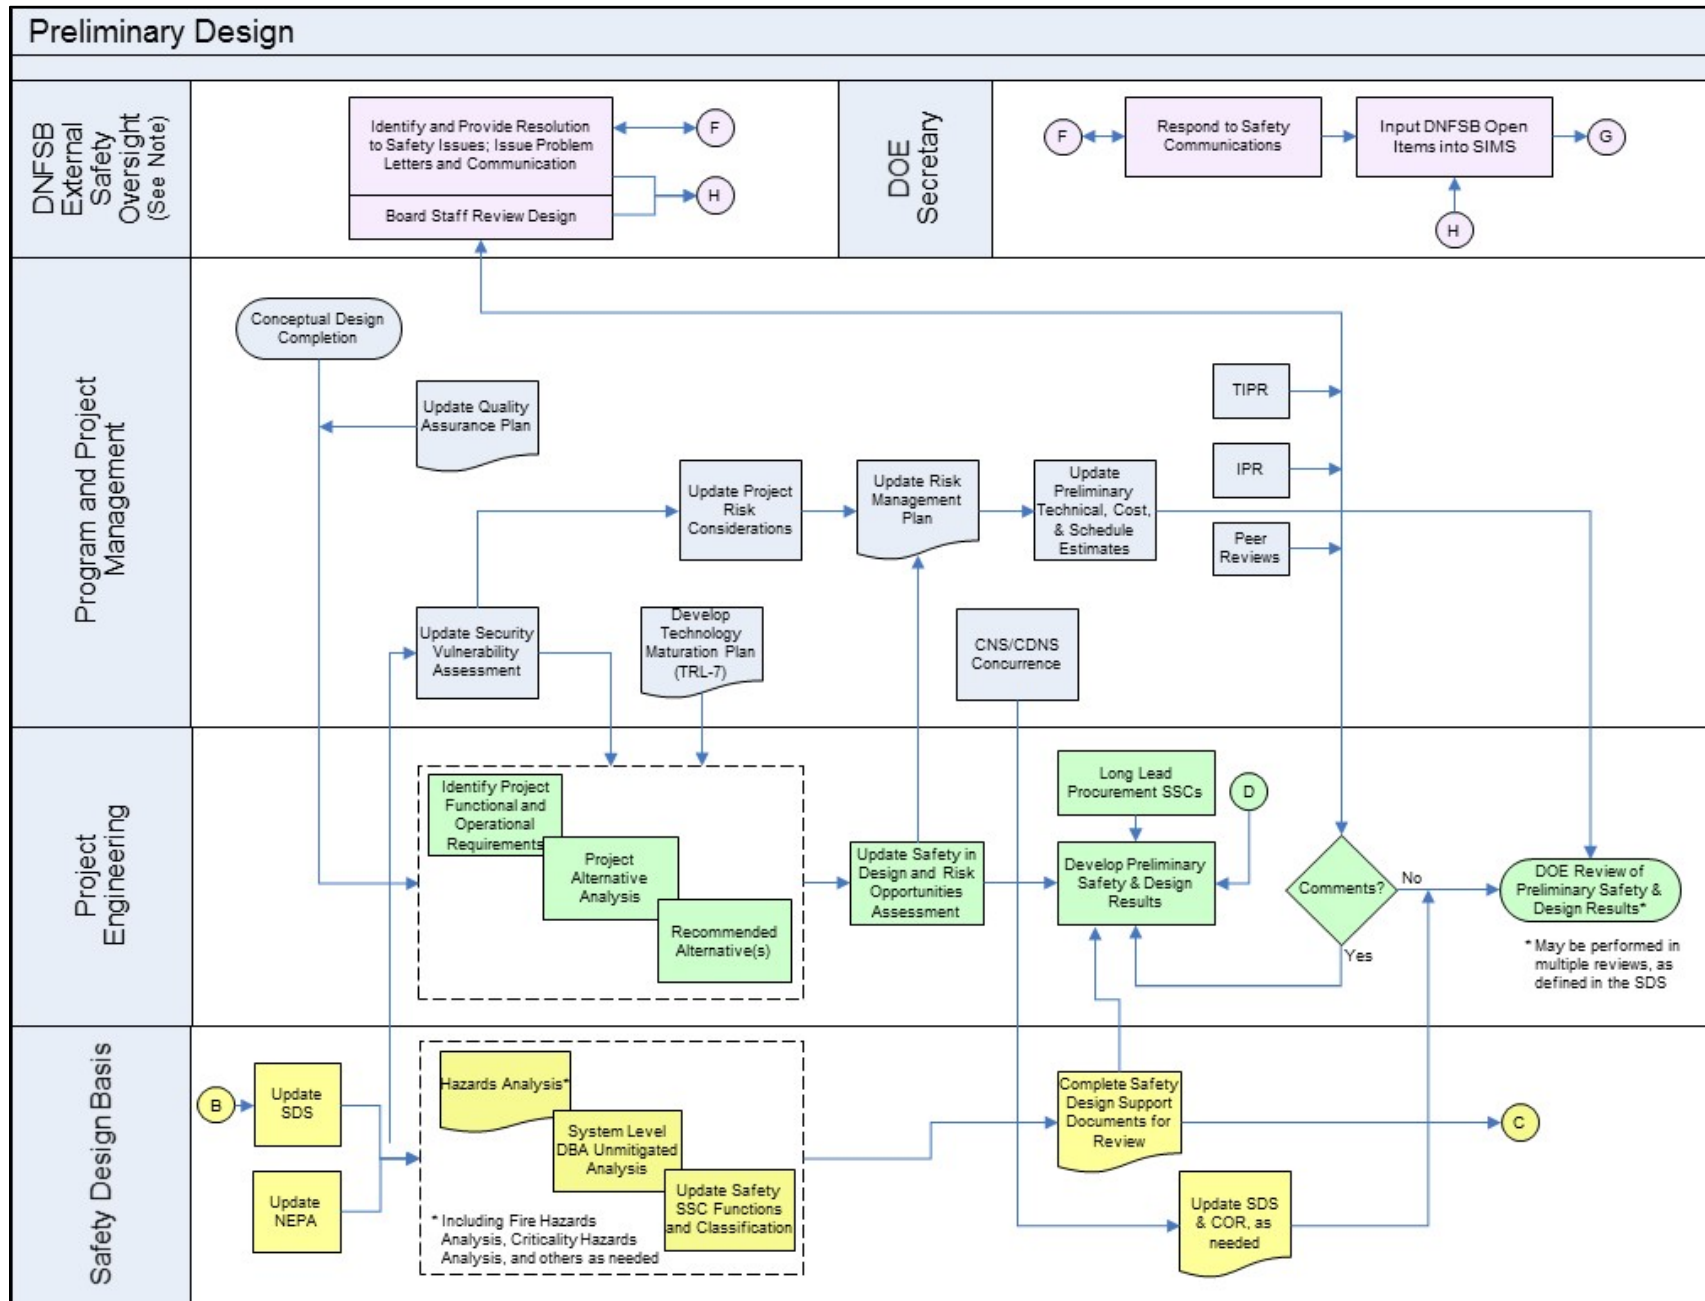 Preliminary Design
DNFSB
External
Safety
Oversight
(See Note)
Identify and Provide Resolution
to Safety Issues; Issue Problem
Letters and Communication
Board Staff Review Design
F
H
DOE
Secretary
F
Respond to Safety
Communications
Input DNFSB Open
Items into SIMS
G
H
Program and Project
Management
Conceptual Design
Completion
Update Quality
Assurance Plan
Update Project
Risk
Considerations
Update Risk
Management
Plan
Update
Preliminary
Technical, Cost,
& Schedule
Estimates
TIPR
IPR
Peer
Reviews
Update Security
Vulnerability
Assessment
Develop
Technology
Maturation Plan
(TRL-7)
CNS/CDNS
Concurrence
Project
Engineering
Identify Project
Functional and
Operational
Requirements
Project
Alternative
Analysis
Recommended
Alternative(s)
Update Safety in
Design and Risk
Opportunities
Assessment
Long Lead
Procurement SSCs
D
Develop Preliminary
Safety & Design
Results
Comments?
No
Yes
DOE Review of
Preliminary Safety &
Design Results*
* May be performed in
multiple reviews, as
defined in the SDS
Safety Design Basis
B
Update
SDS
Update
NEPA
Hazards Analysis*
System Level
DBA Unmitigated
Analysis
Update Safety
SSC Functions
and Classification
* Including Fire Hazards
Analysis, Criticality Hazards
Analysis, and others as needed
Complete Safety
Design Support
Documents for
Review
C
Update SDS
& COR, as
needed